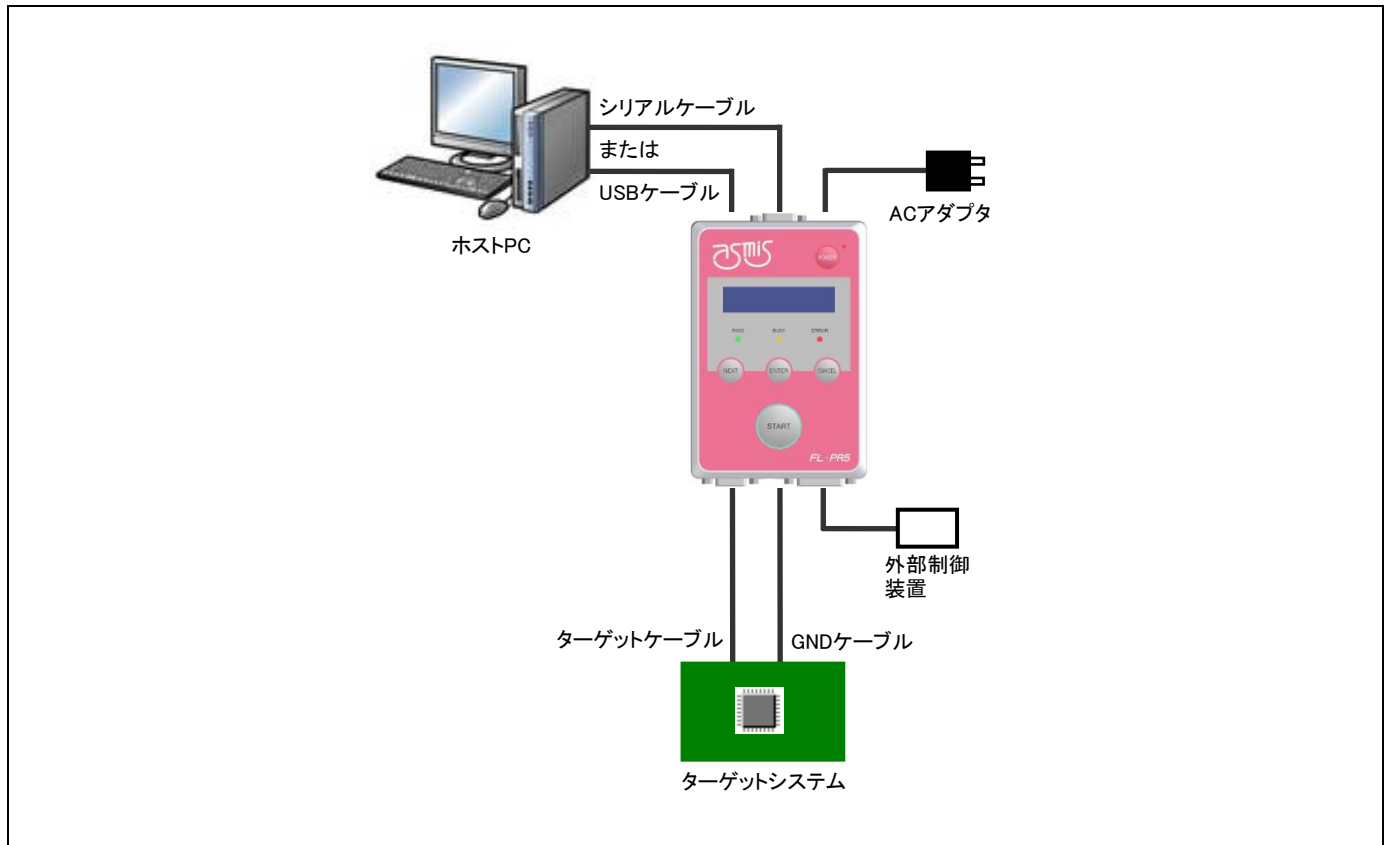 シリアルケーブル
または
USBケーブル
ホストPC
ACアダプタ
asmis
POWER
PASS
BUSY
ERROR
NEXT
ENTER
CANCEL
START
FL-PR5
外部制御
装置
ターゲットケーブル
GNDケーブル
ターゲットシステム